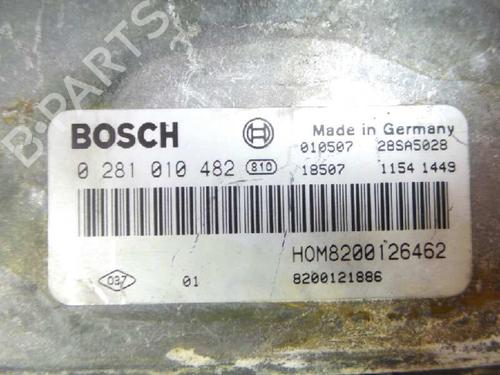 B-PARTS
BOSCH
Made in Germany
010507 28SA5028
0 281 010 482 810
18507 1154 1449
HOM8200126462
037 01 8200121886